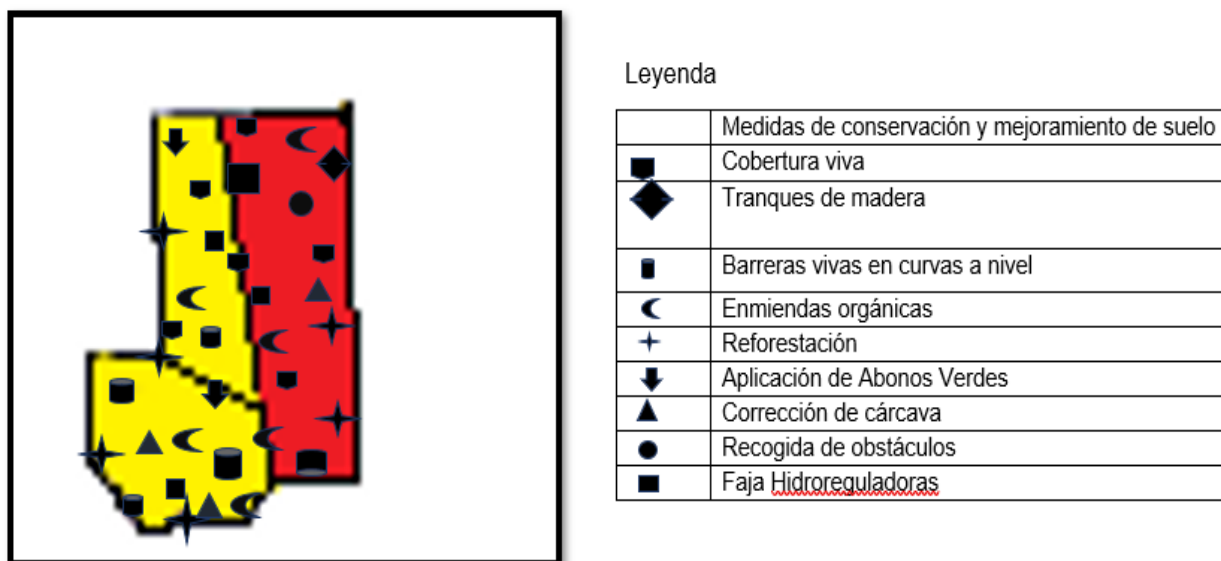 Leyenda
Medidas de conservación y mejoramiento de suelo
Cobertura viva
Tranques de madera
Barreras vivas en curvas a nivel
Enmiendas orgánicas
Reforestación
Aplicación de Abonos Verdes
Corrección de cárcava
Recogida de obstáculos
Faja Hidroreguladoras